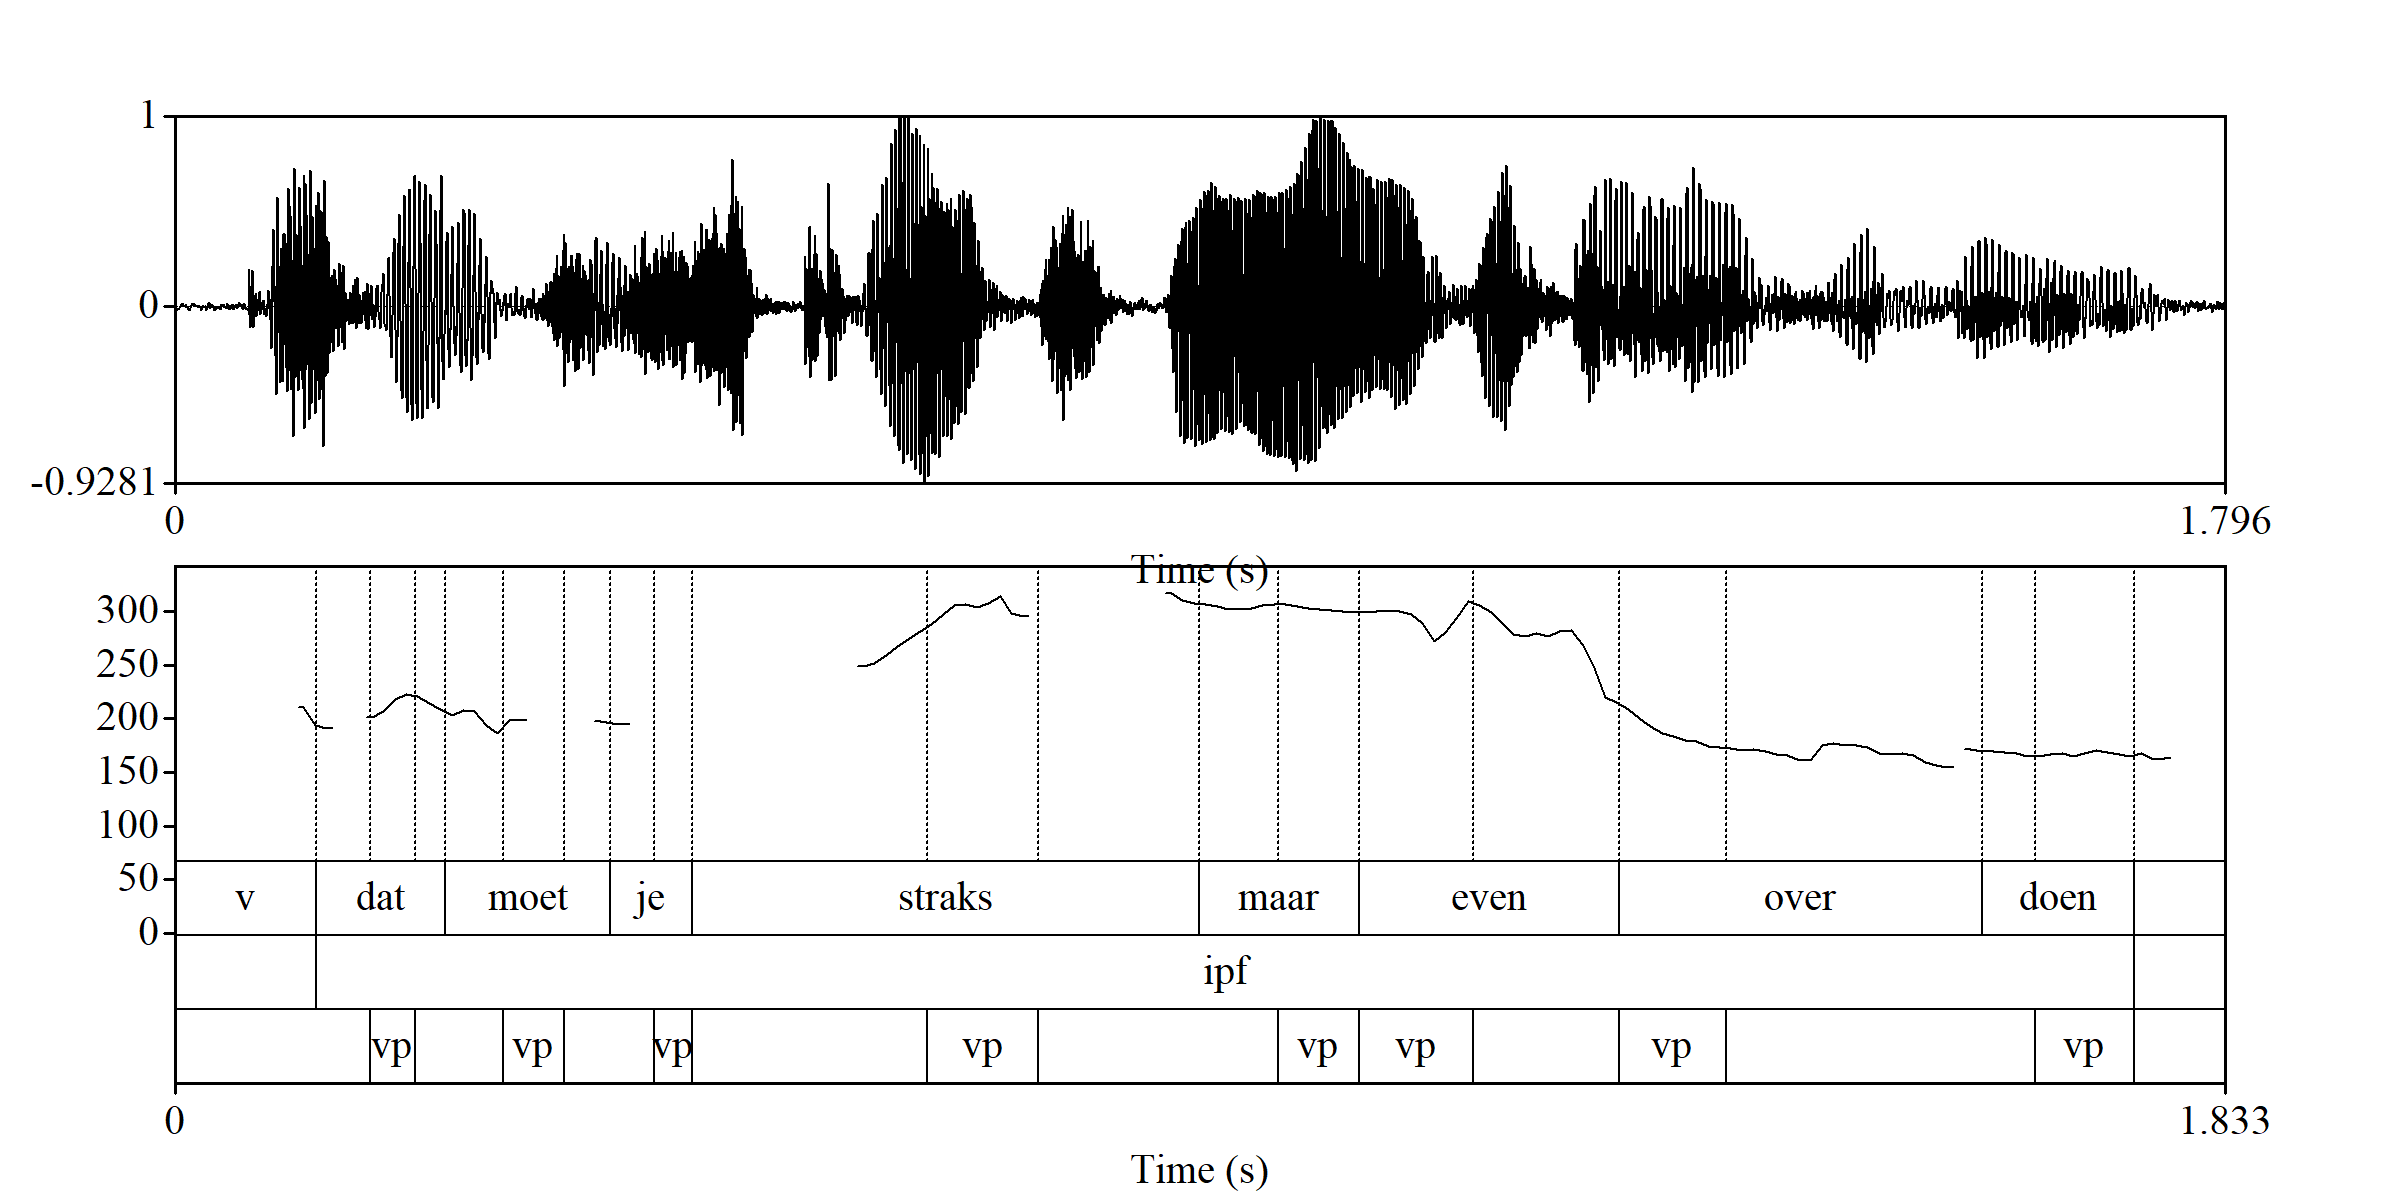 1
0
-0.9281
0 1.796
Time (s)
300
250
200
150
100
50
0
v dat moet je straks maar even over doen
ipf
vp vp vp vp vp vp vp vp
0 1.833
Time (s)